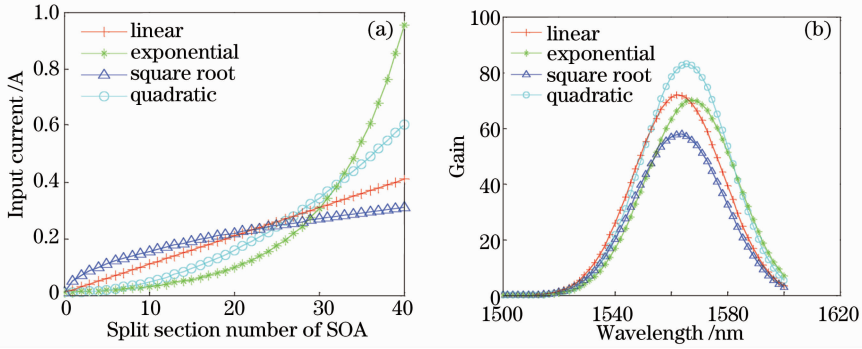 (a)
linear
exponential
square root
quadratic
Input current /A
1.0
0.8
0.6
0.4
0.2
0
0 10 20 30 40
Split section number of SOA
(b)
linear
exponential
square root
quadratic
Gain
100
80
60
40
20
0
1500 1540 1580 1620
Wavelength /nm